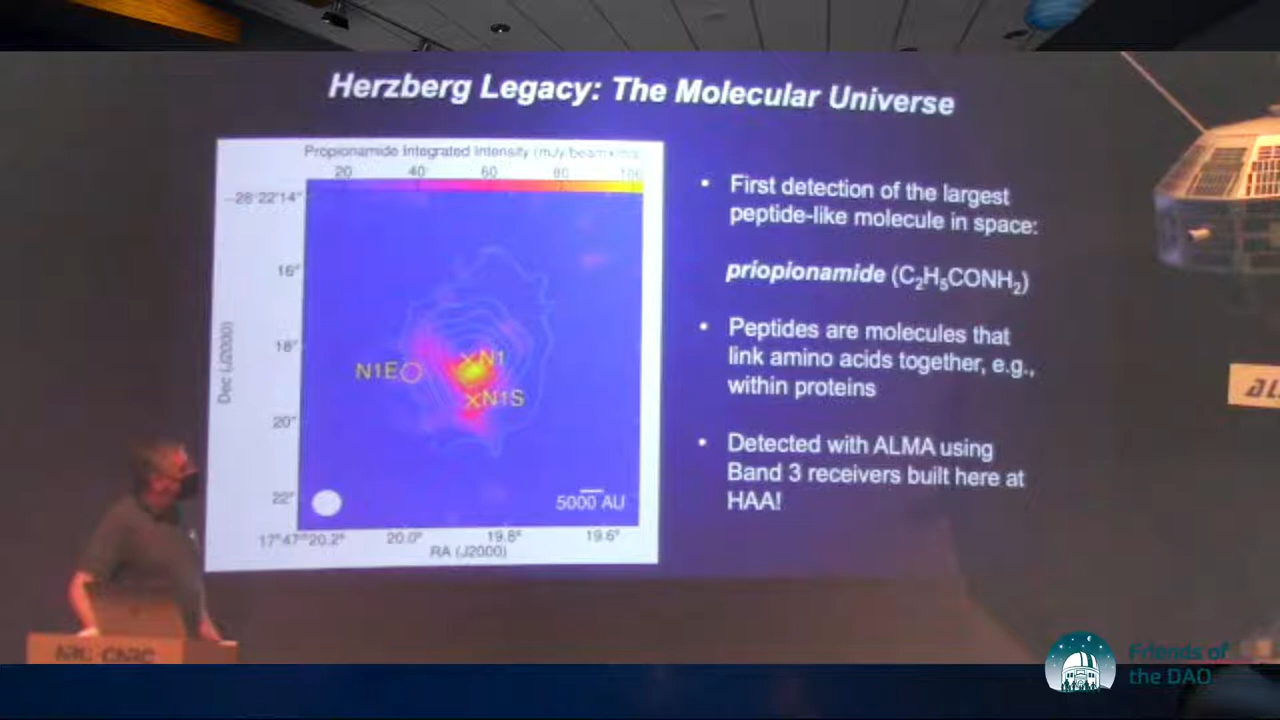 Herzberg Legacy: The Molecular Universe
Propionamide Integrated Intensity (mJy/beam
20 40 60 80 100
-28°22'14"
16"
18"
20"
22"
Dec (J2000)
N1E
N1
N1S
5000 AU
17ʰ47ᵐ20.2ˢ 20.0ˢ 19.8ˢ 19.6ˢ
RA (J2000)
• First detection of the largest
peptide-like molecule in space:
priopionamide (C₂H₅CONH₂)
• Peptides are molecules that
link amino acids together, e.g.,
within proteins
• Detected with ALMA using
Band 3 receivers built here at
HAA!
NRC·CNRC
Friends of
the DAO